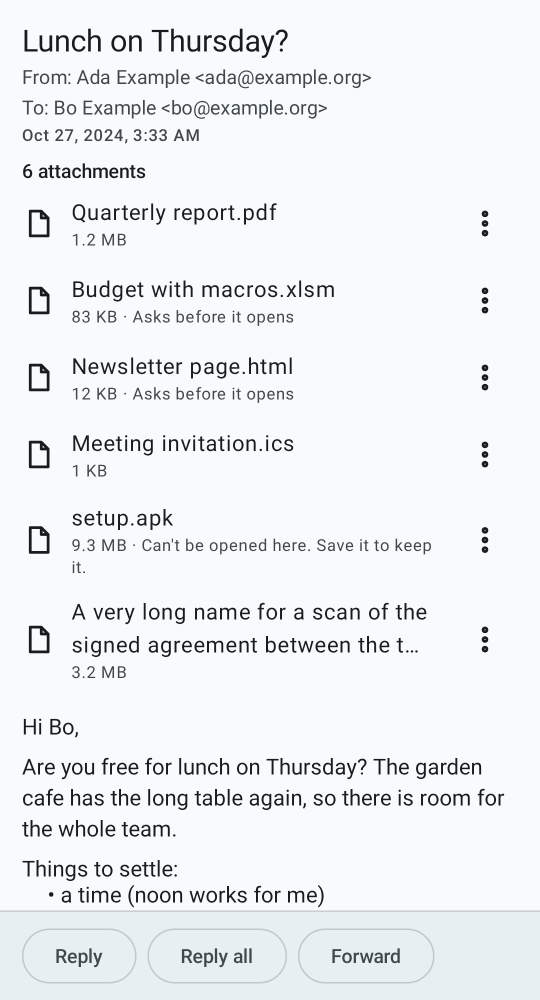 Lunch on Thursday?
From: Ada Example <ada@example.org>
To: Bo Example <bo@example.org>
Oct 27, 2024, 3:33 AM
6 attachments
Quarterly report.pdf
1.2 MB
Budget with macros.xlsm
83 KB · Asks before it opens
Newsletter page.html
12 KB · Asks before it opens
Meeting invitation.ics
1 KB
setup.apk
9.3 MB · Can't be opened here. Save it to keep
it.
A very long name for a scan of the
signed agreement between the t…
3.2 MB
Hi Bo,
Are you free for lunch on Thursday? The garden
cafe has the long table again, so there is room for
the whole team.
Things to settle:
• a time (noon works for me)
Reply
Reply all
Forward